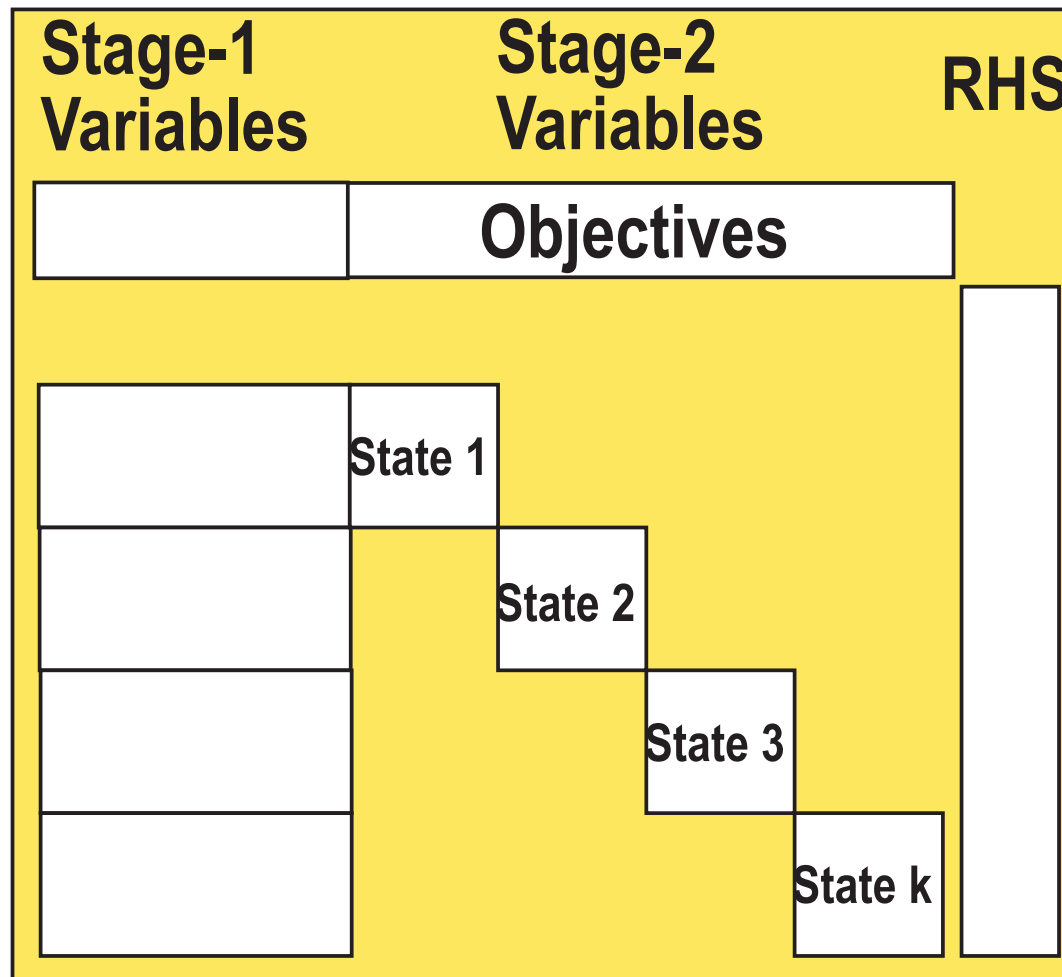 Stage-1
Variables
Stage-2
Variables
RHS
Objectives
State 1
State 2
State 3
State k